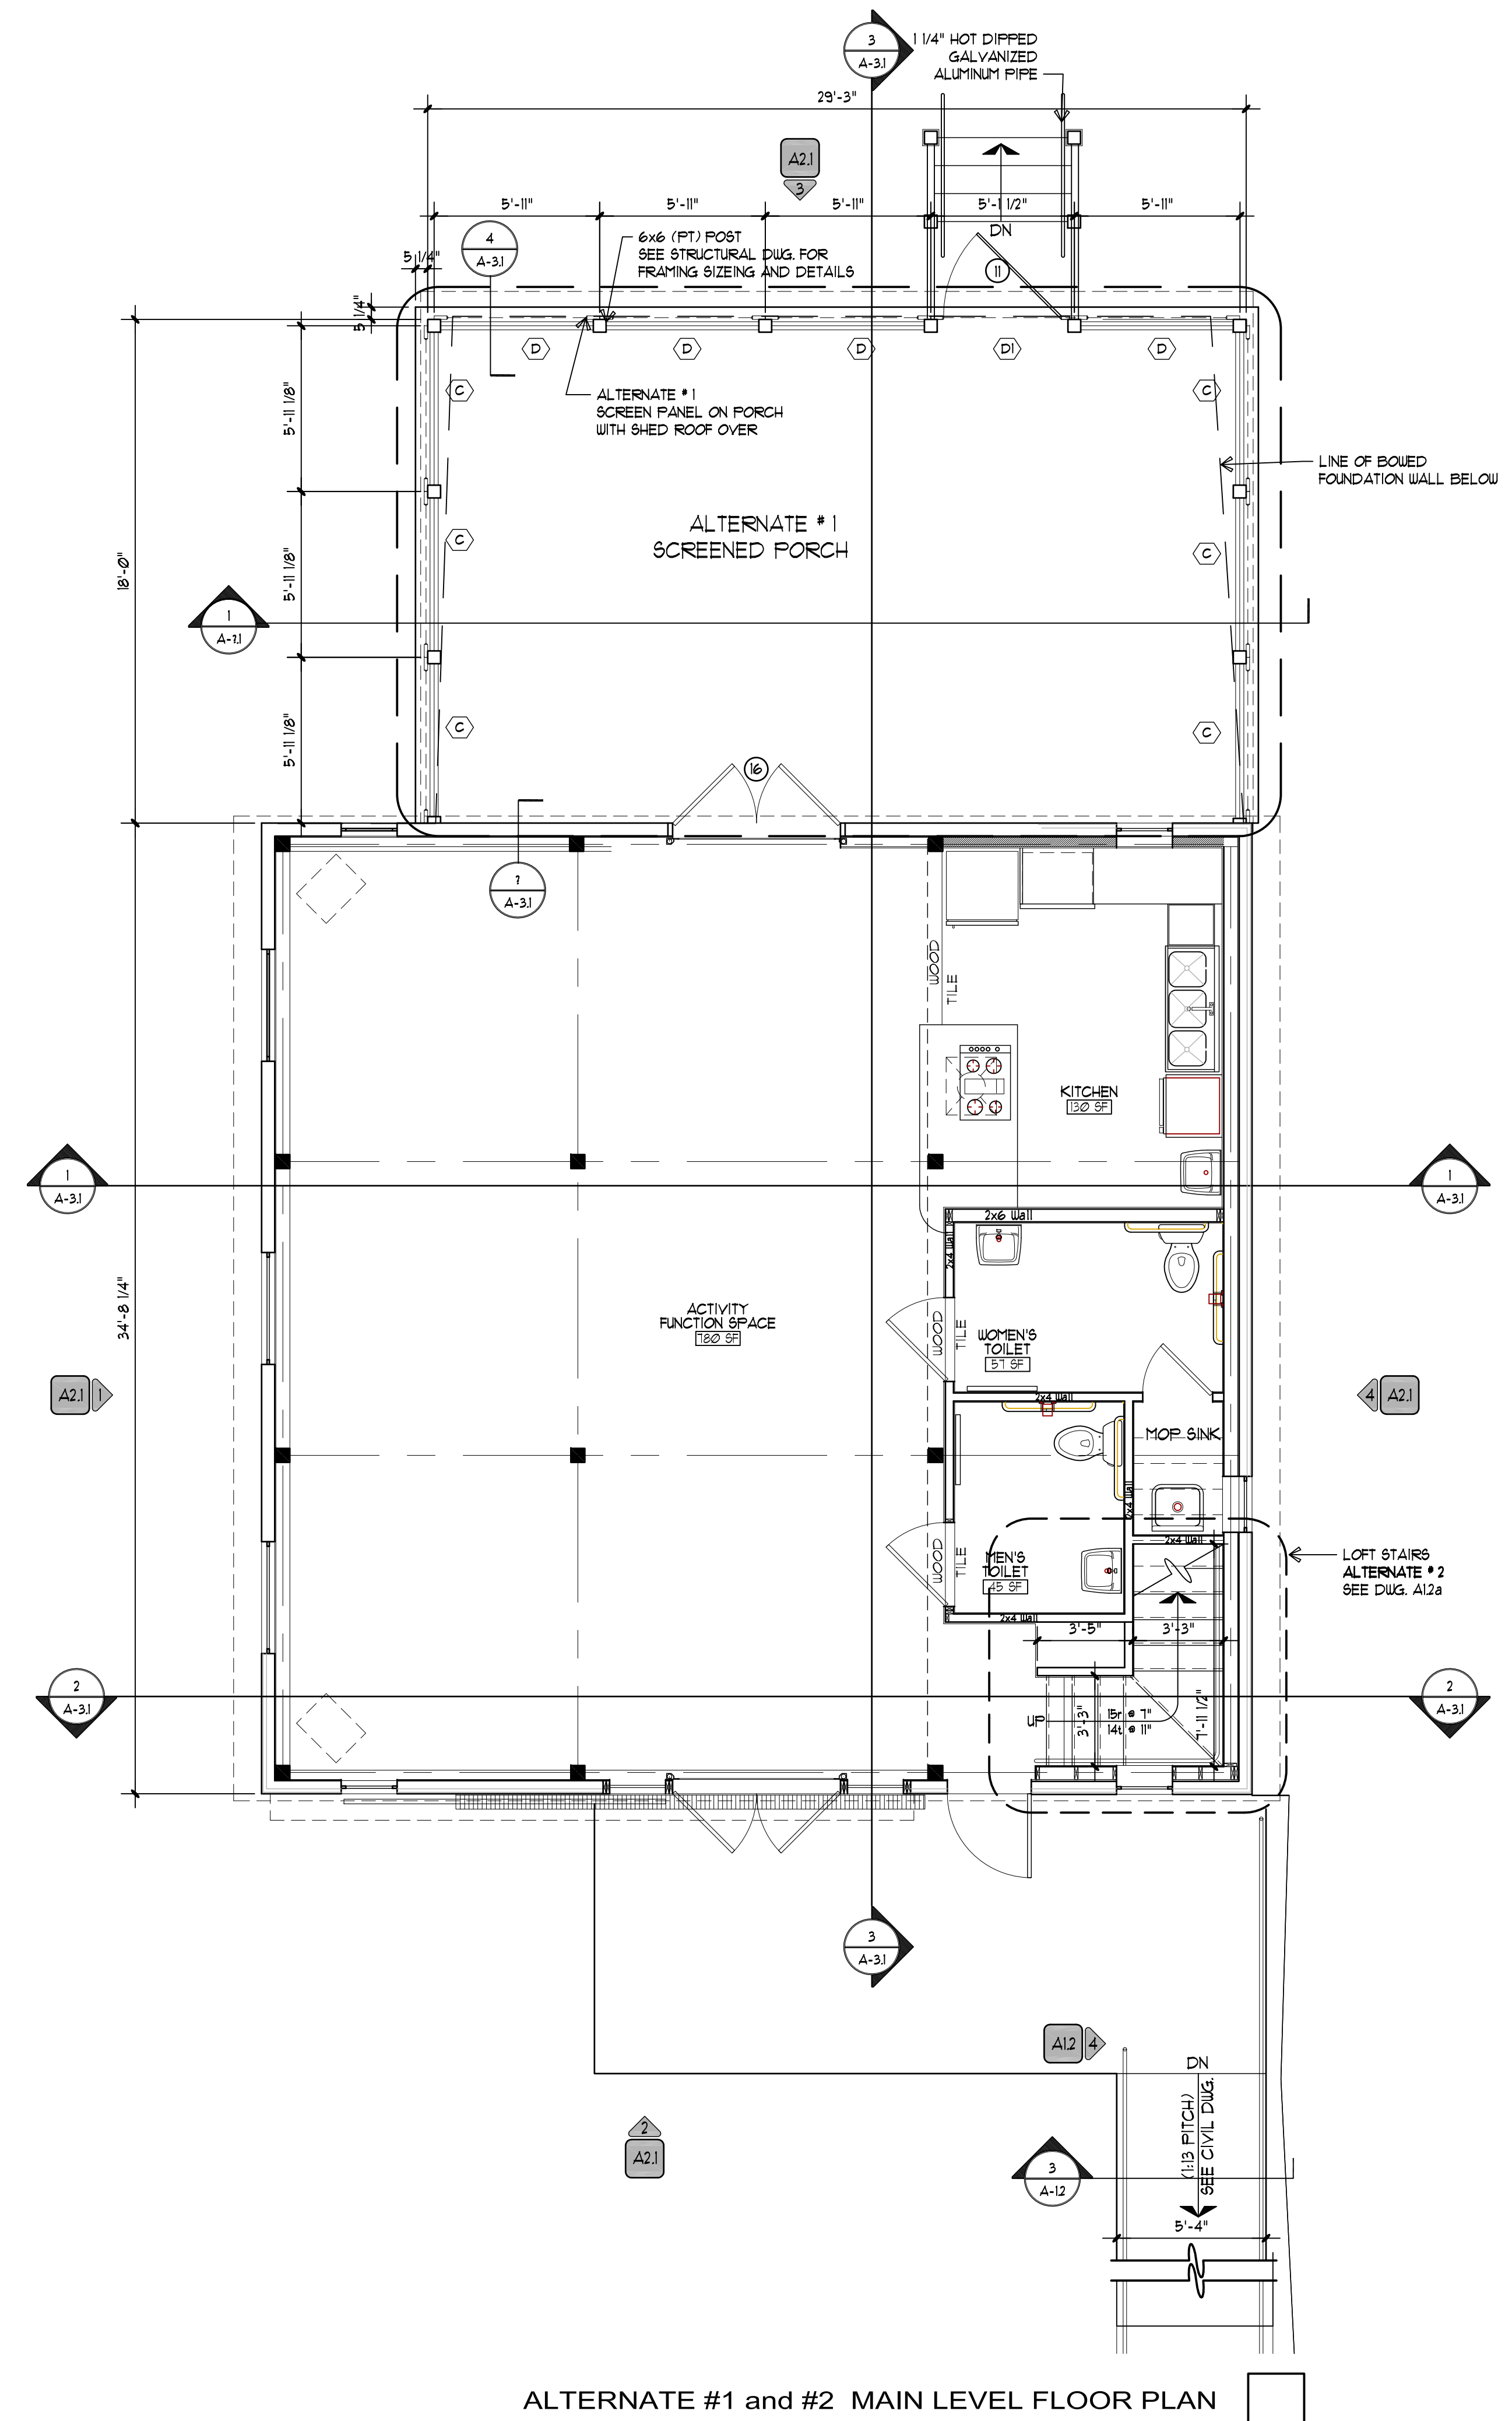 3
A-3.1
1 1/4" HOT DIPPED
GALVANIZED
ALUMINUM PIPE
29'-3"
A2.1
3
5'-11"
5'-11"
5'-11"
5'-1 1/2"
5'-11"
DN
4
A-3.1
6x6 (PT) POST
SEE STRUCTURAL DWG. FOR
FRAMING SIZEING AND DETAILS
11
5 1/4"
5 1/4"
D
D
D
D1
D
C
C
ALTERNATE #1
SCREEN PANEL ON PORCH
WITH SHED ROOF OVER
5'-11 1/8"
LINE OF BOWED
FOUNDATION WALL BELOW
ALTERNATE #1
SCREENED PORCH
C
C
18'-0"
5'-11 1/8"
1
A-?.1
C
C
5'-11 1/8"
16
?
A-3.1
WOOD
TILE
KITCHEN
130 SF
1
A-3.1
1
A-3.1
2x6 Wall
2x4 Wall
34'-8 1/4"
ACTIVITY
FUNCTION SPACE
780 SF
WOOD
TILE
WOMEN'S
TOILET
57 SF
A2.1
1
4
A2.1
2x4 Wall
MOP SINK
2x4 Wall
2x4 Wall
WOOD
TILE
MEN'S
TOILET
45 SF
LOFT STAIRS
ALTERNATE #2
SEE DWG. A1.2a
2x4 Wall
3'-5"
3'-3"
2
A-3.1
2
A-3.1
UP
3'-3"
15r @ 7"
14t @ 11"
7'-11 1/2"
3
A-3.1
A1.2
4
DN
(1:13 PITCH)
SEE CIVIL DWG.
2
A2.1
3
A-1.2
5'-4"
ALTERNATE #1 and #2 MAIN LEVEL FLOOR PLAN